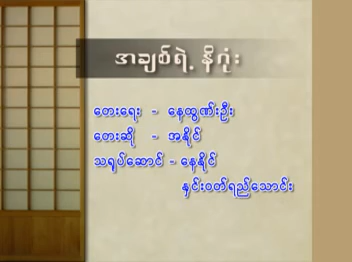 အချစ်ရဲ့ နိဂုံး
တေးရေး - နေထွဏ်းဦး
တေးဆို - အနိုင်
သရုပ်ဆောင် - နေနိုင်
နှင်းဝတ်ရည်သောင်း